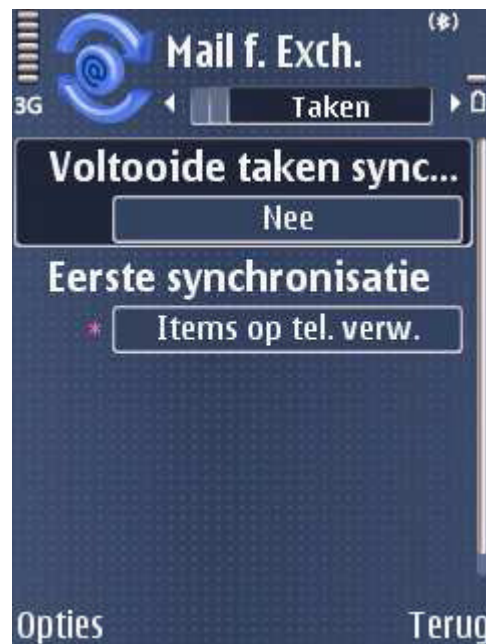 Mail f. Exch.
3G
Taken
Voltooide taken sync...
Nee
Eerste synchronisatie
* Items op tel. verw.
Opties
Terug